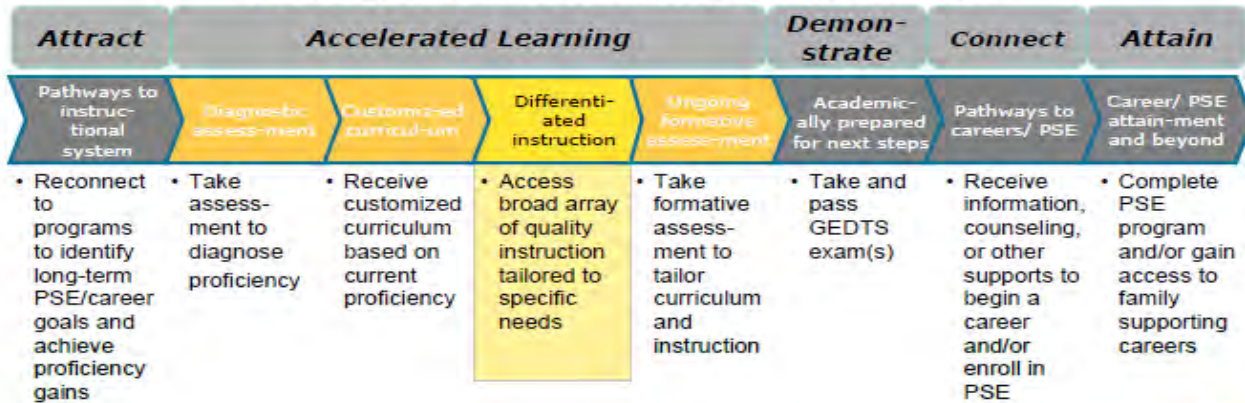 Attract
Accelerated Learning
Demon-
strate
Connect
Attain
Pathways to
instruc-
tional
system
Diagnostic
assess-ment
Customized
curricul-um
Differenti-
ated
instruction
Ongoing
formative
assess-ment
Academic-
ally prepared
for next steps
Pathways to
careers/ PSE
Career/ PSE
attain-ment
and beyond
• Reconnect
to
programs
to identify
long-term
PSE/career
goals and
achieve
proficiency
gains
• Take
assess-
ment to
diagnose
proficiency
• Receive
customized
curriculum
based on
current
proficiency
• Access
broad array
of quality
instruction
tailored to
specific
needs
• Take
formative
assess-
ment to
tailor
curriculum
and
instruction
• Take and
pass
GEDTS
exam(s)
• Receive
information,
counseling,
or other
supports to
begin a
career
and/or
enroll in
PSE
• Complete
PSE
program
and/or gain
access to
family
supporting
careers